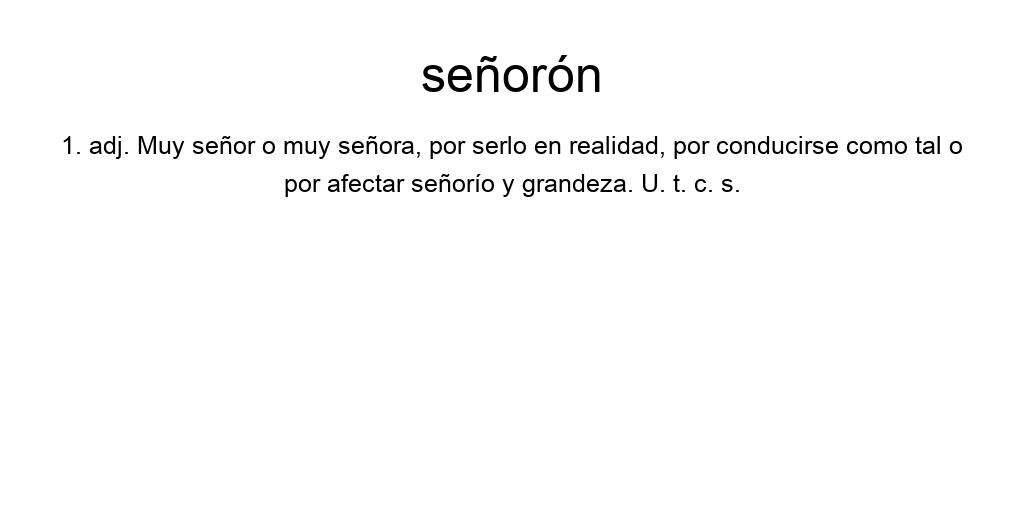 señorón
1. adj. Muy señor o muy señora, por serlo en realidad, por conducirse como tal o
por afectar señorío y grandeza. U. t. c. s.